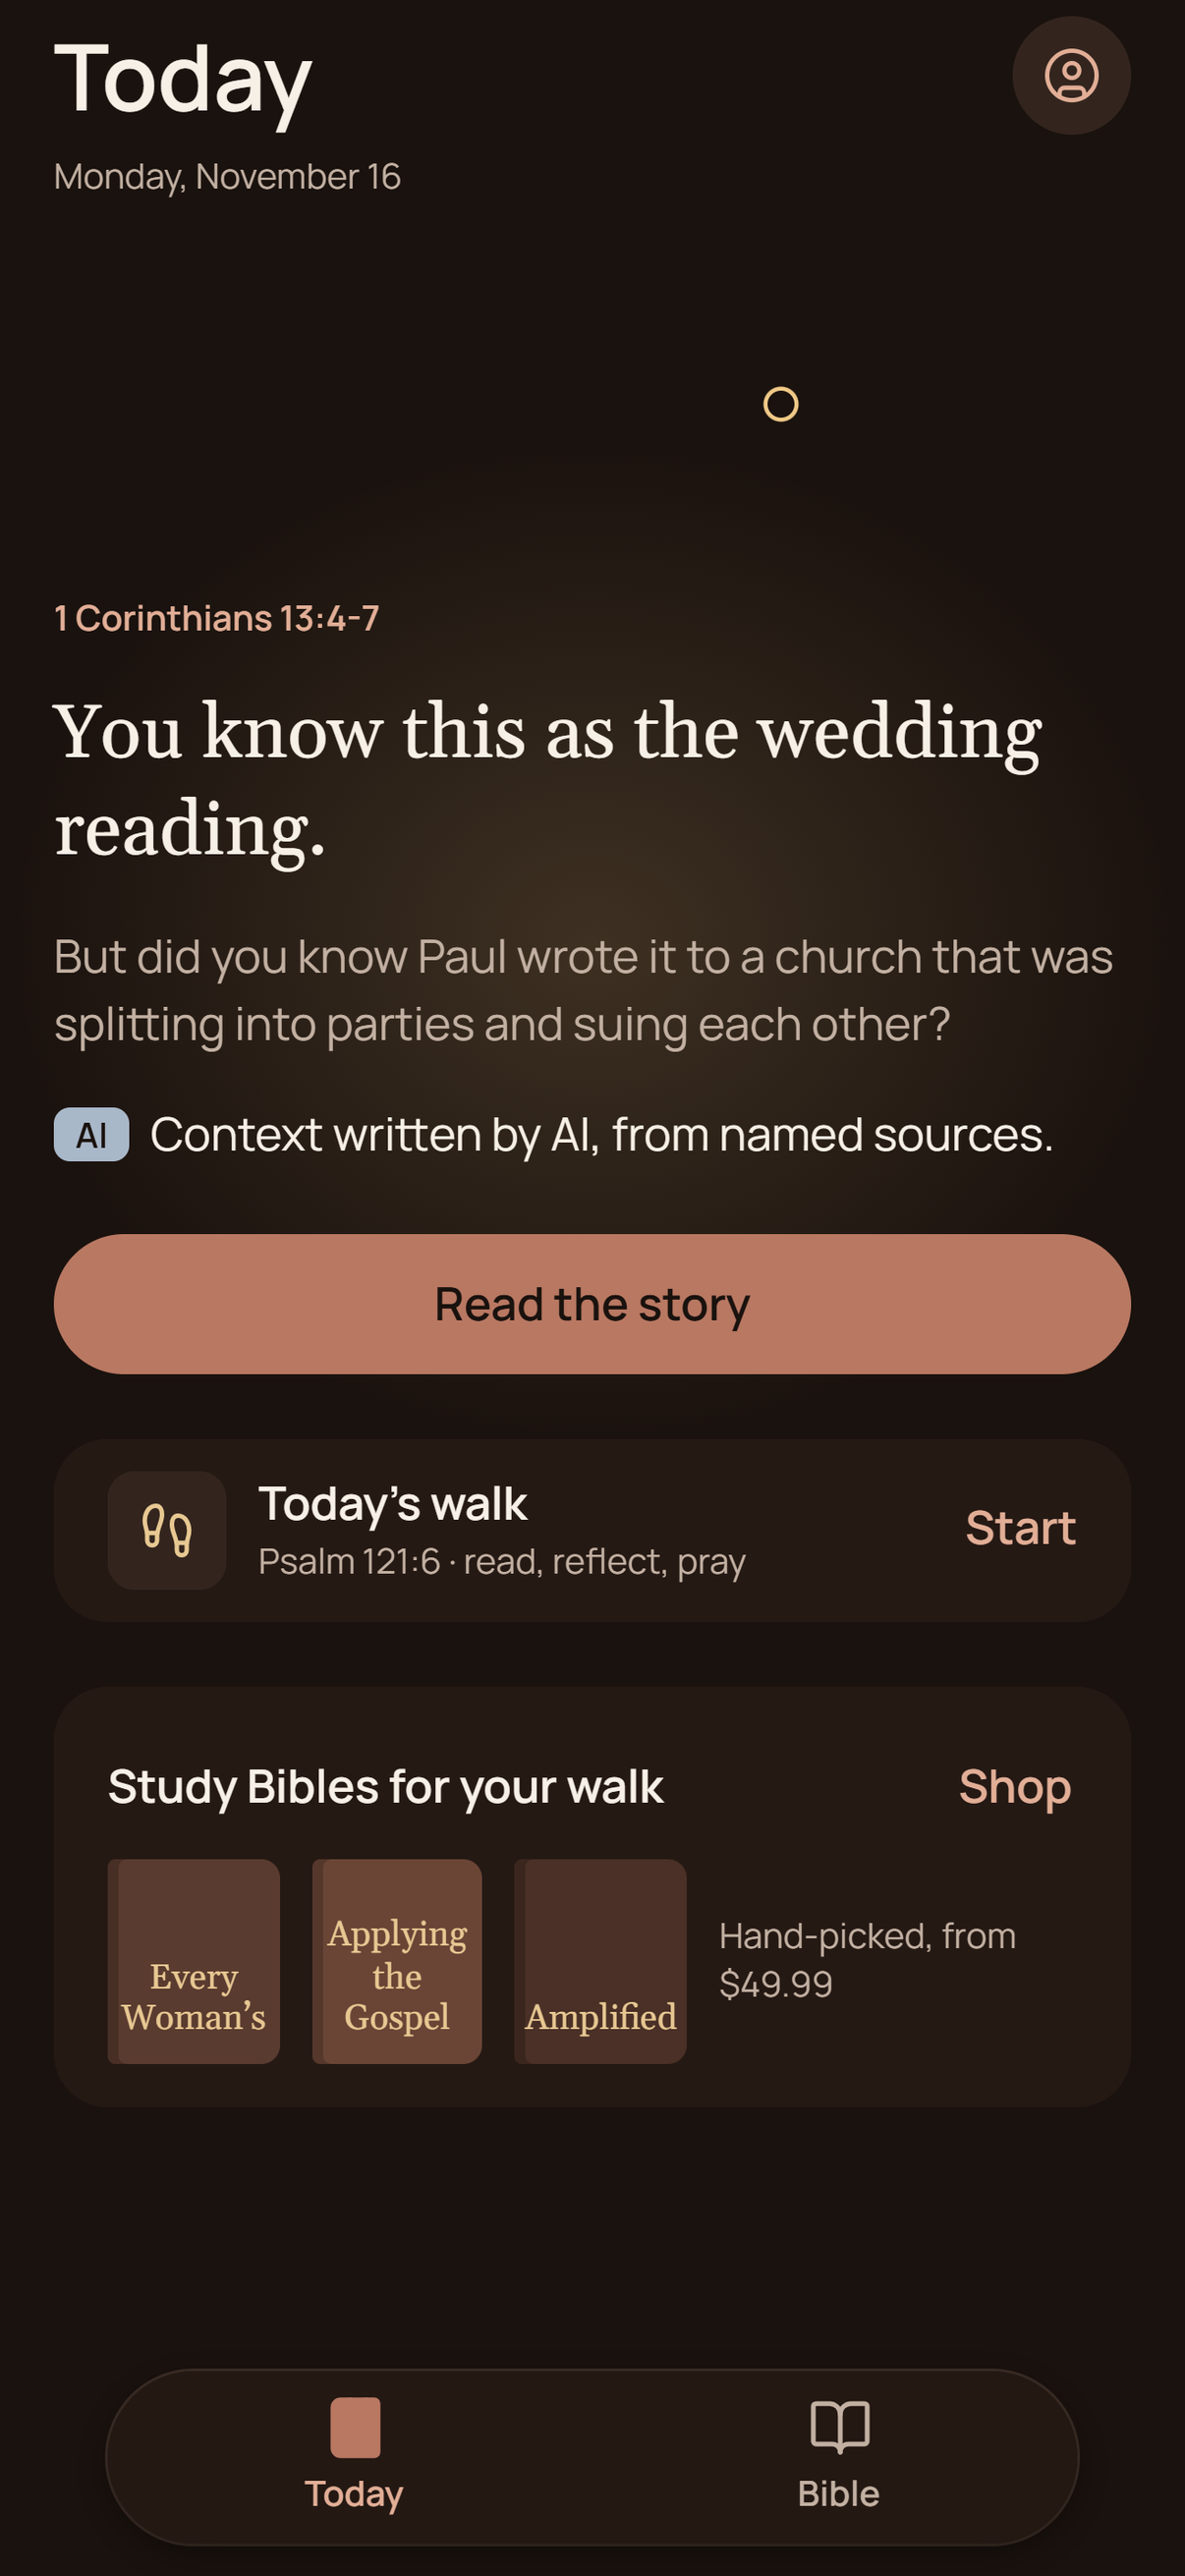 Today
Monday, November 16
1 Corinthians 13:4-7
You know this as the wedding
reading.
But did you know Paul wrote it to a church that was
splitting into parties and suing each other?
AI Context written by AI, from named sources.
Read the story
Today’s walk
Psalm 121:6 · read, reflect, pray
Start
Study Bibles for your walk
Shop
Every
Woman’s
Applying
the
Gospel
Amplified
Hand-picked, from
$49.99
Today
Bible